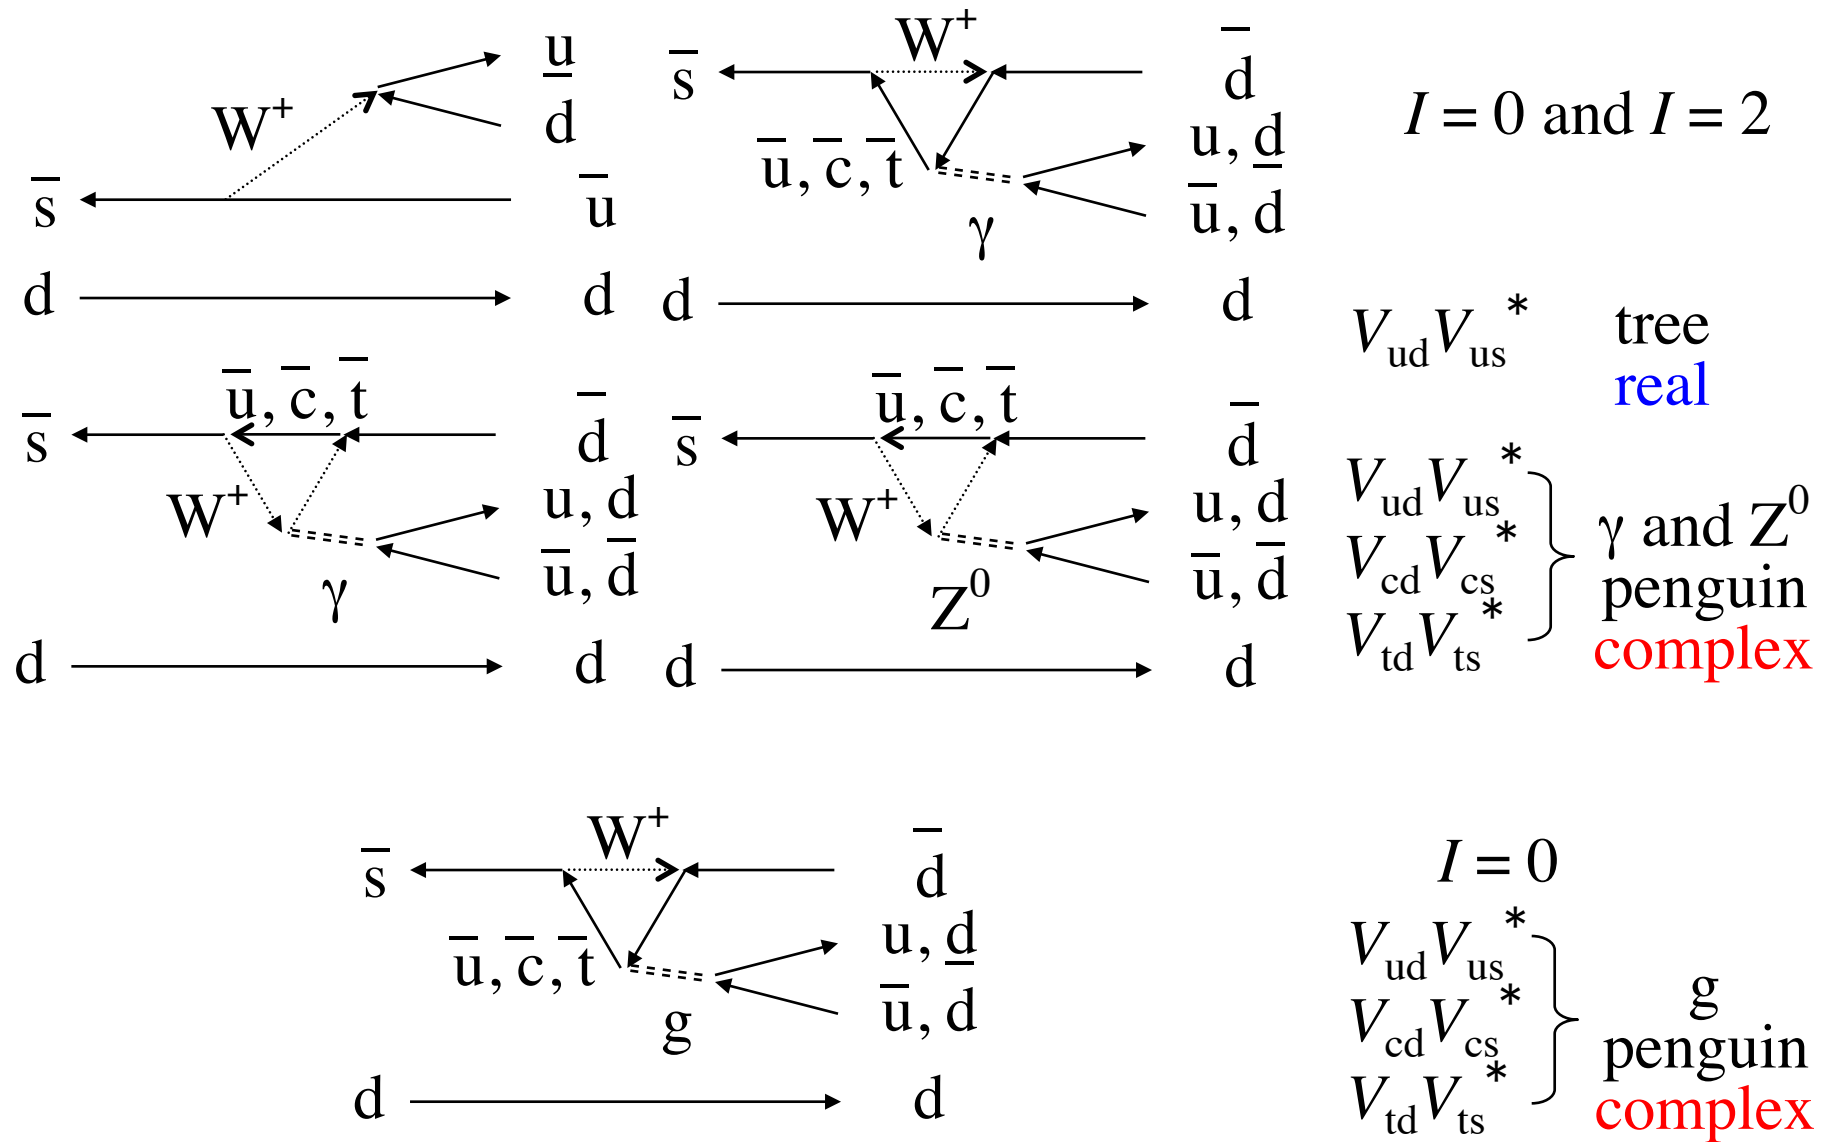 W⁺
u
d̅
s̅
u̅
d
d
W⁺
s̅
d̅
u̅, c̅, t̅
u, d
u̅, d̅
γ
d
d
I = 0 and I = 2
V_ud V_us*
tree
real
u̅, c̅, t̅
s̅
d̅
W⁺
u, d
u̅, d̅
γ
d
d
u̅, c̅, t̅
s̅
d̅
W⁺
u, d
u̅, d̅
Z⁰
d
d
V_ud V_us*
V_cd V_cs*
V_td V_ts*
γ and Z⁰
penguin
complex
W⁺
s̅
d̅
u̅, c̅, t̅
u, d
u̅, d̅
g
d
d
I = 0
V_ud V_us*
V_cd V_cs*
V_td V_ts*
g
penguin
complex